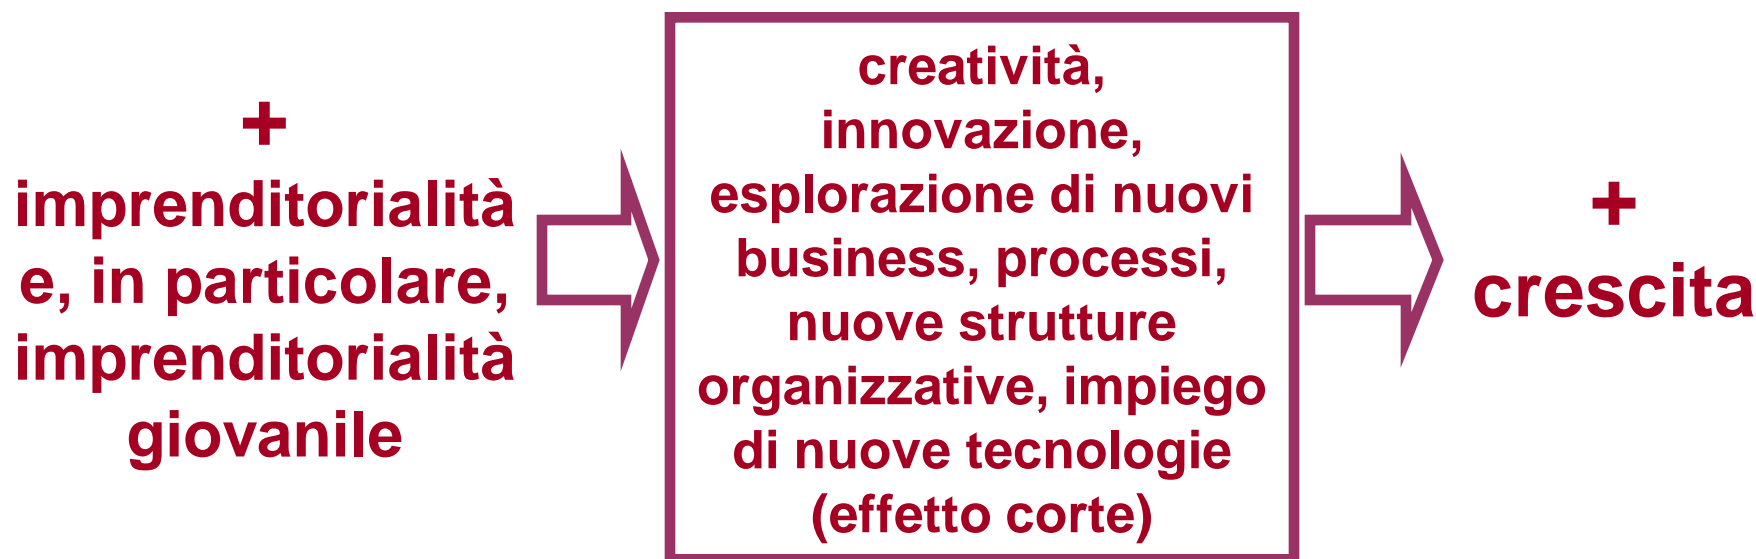 +
imprenditorialità
e, in particolare,
imprenditorialità
giovanile
creatività,
innovazione,
esplorazione di nuovi
business, processi,
nuove strutture
organizzative, impiego
di nuove tecnologie
(effetto corte)
+
crescita